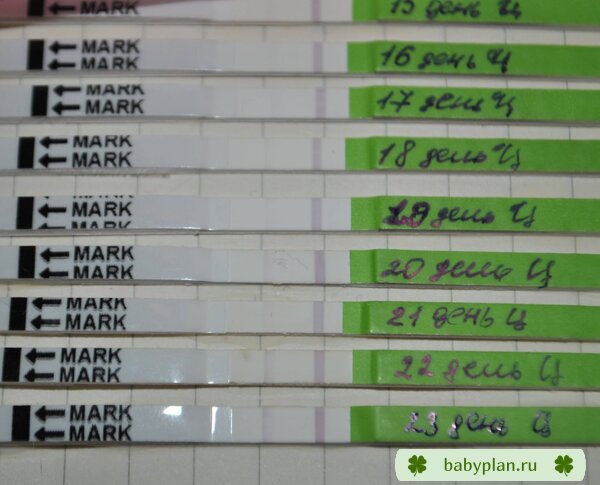 MARK 15 день Ц
MARK
MARK 16 день Ц
MARK
MARK 17 день Ц
MARK
MARK 18 день Ц
MARK
MARK 19 день Ц
MARK
MARK 20 день Ц
MARK
MARK 21 день Ц
MARK
MARK 22 день Ц
MARK
MARK 23 день Ц
MARK
babyplan.ru